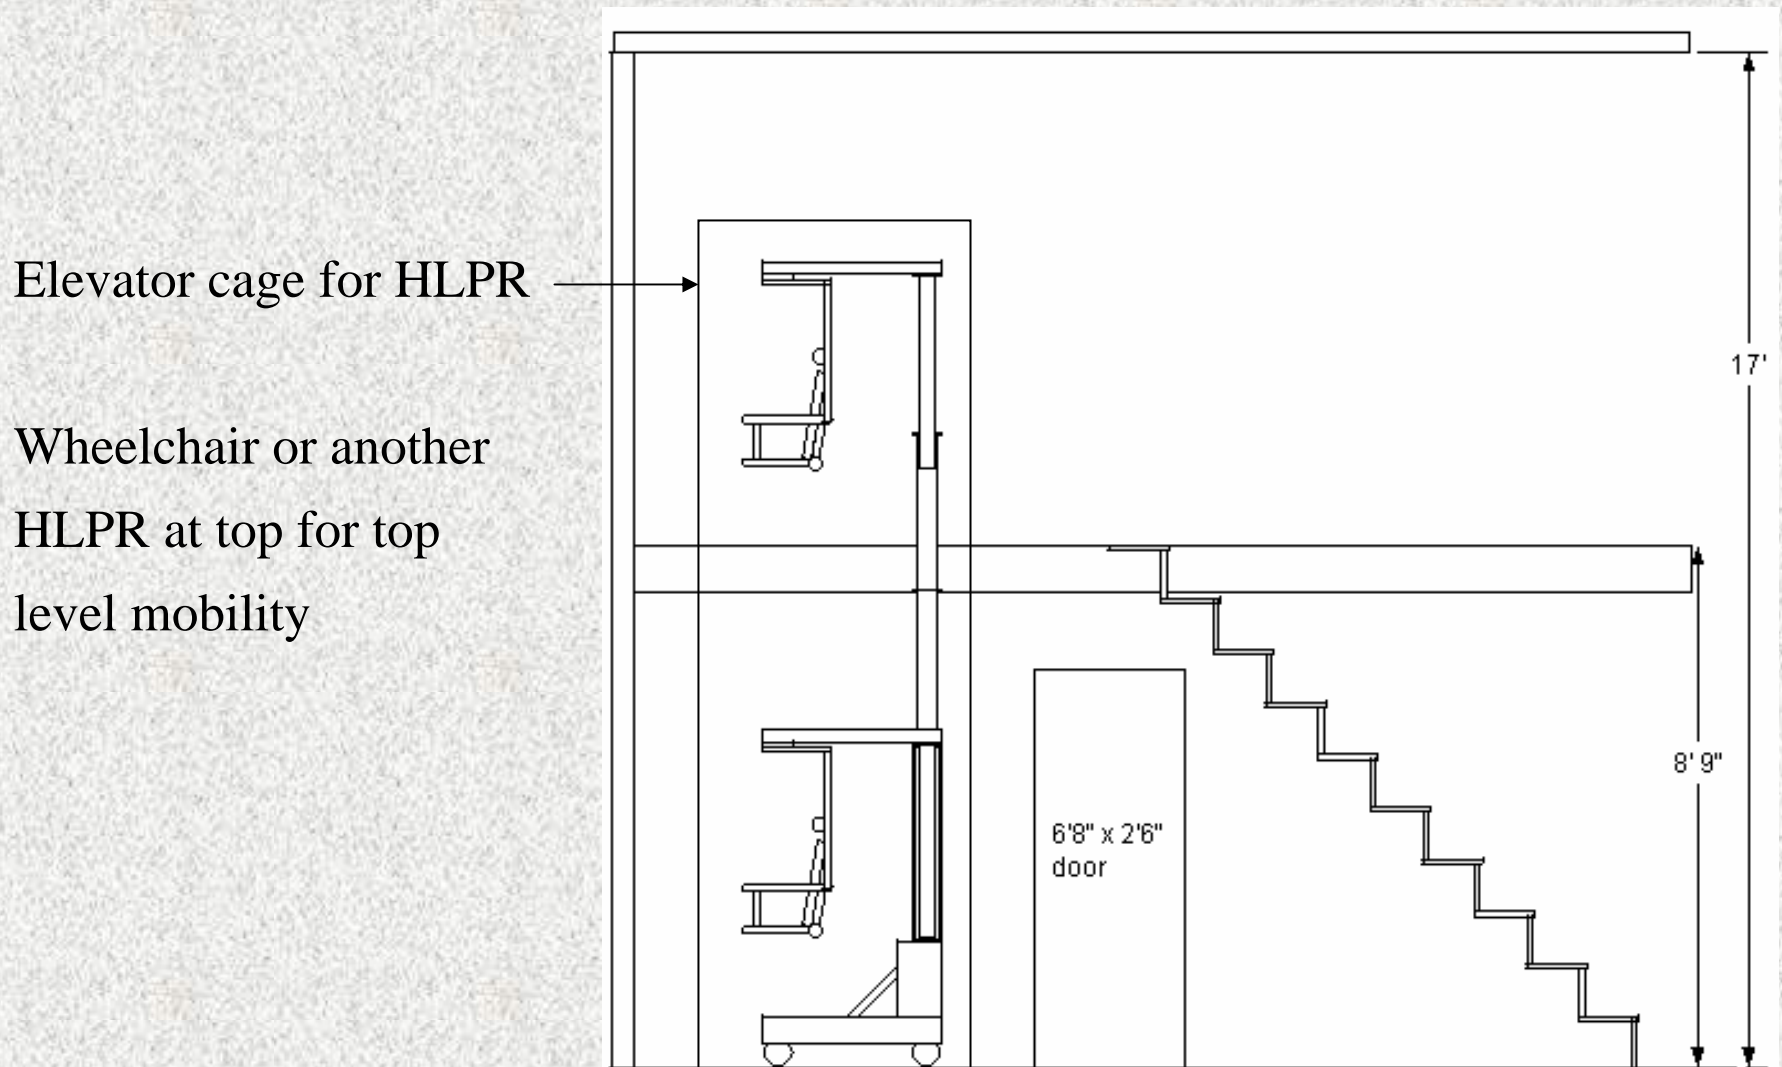 Elevator cage for HLPR
Wheelchair or another
HLPR at top for top
level mobility
17'
8' 9"
6'8" x 2'6"
door